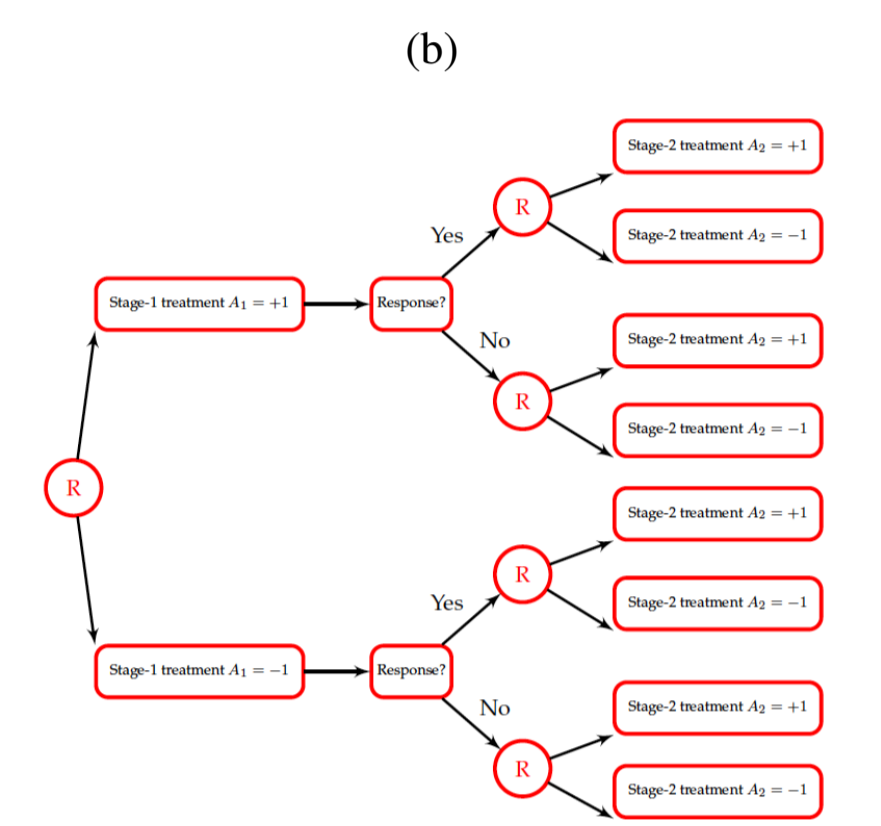 (b)
Stage-2 treatment A₂ = +1
R
Yes
Stage-2 treatment A₂ = −1
Stage-1 treatment A₁ = +1
Response?
No
Stage-2 treatment A₂ = +1
R
Stage-2 treatment A₂ = −1
R
Stage-2 treatment A₂ = +1
R
Yes
Stage-2 treatment A₂ = −1
Stage-1 treatment A₁ = −1
Response?
No
Stage-2 treatment A₂ = +1
R
Stage-2 treatment A₂ = −1